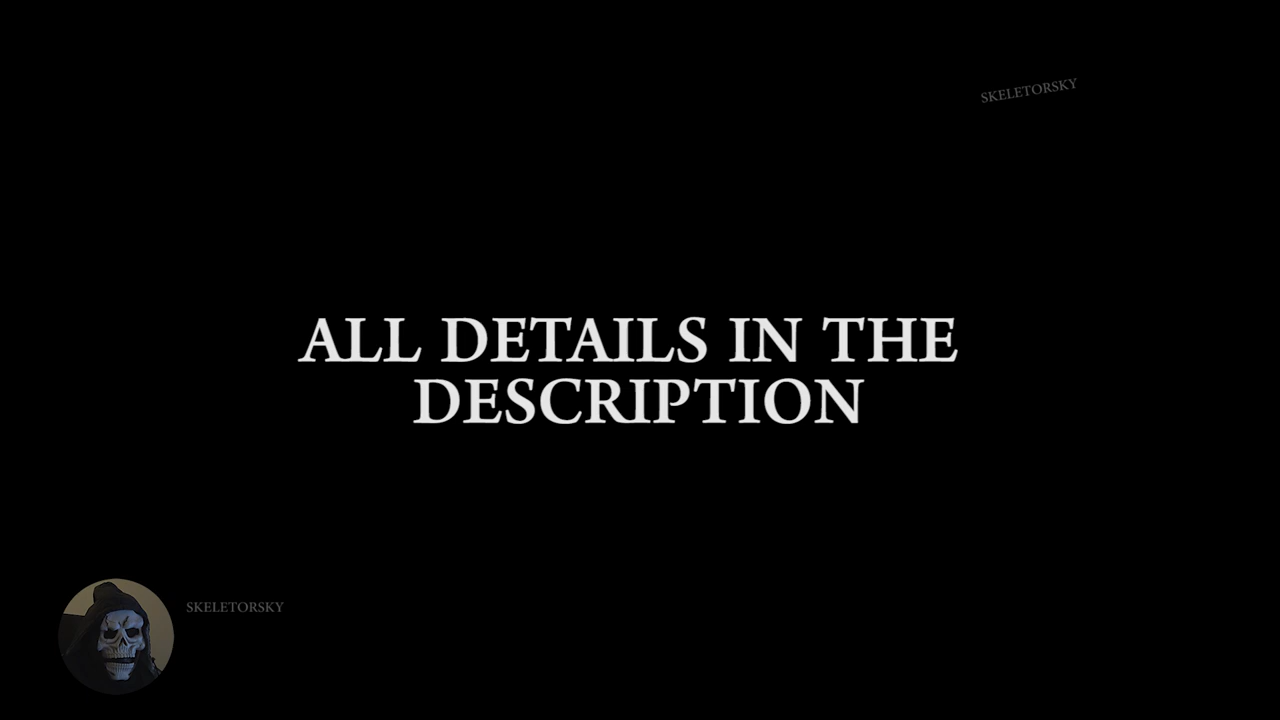 SKELETORSKY
ALL DETAILS IN THE
DESCRIPTION
SKELETORSKY